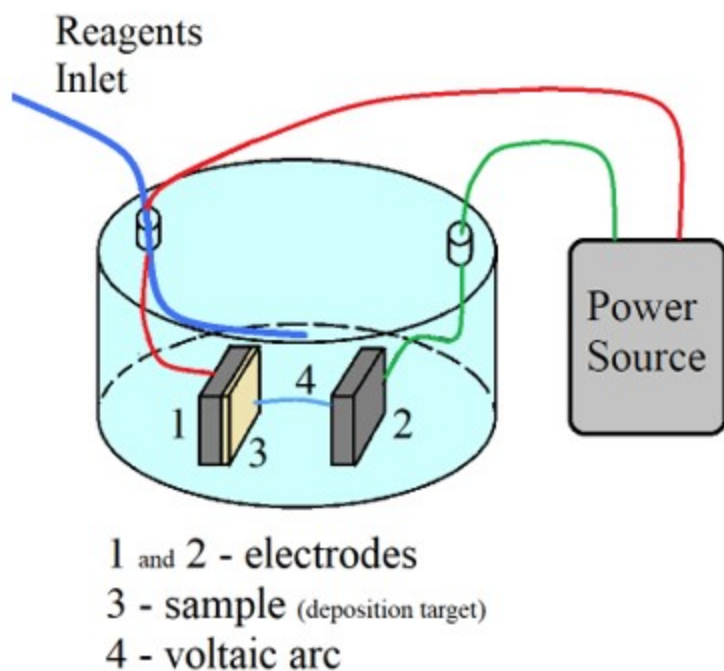 Reagents
Inlet
Power
Source
4
1
2
3
1 and 2 - electrodes
3 - sample (deposition target)
4 - voltaic arc